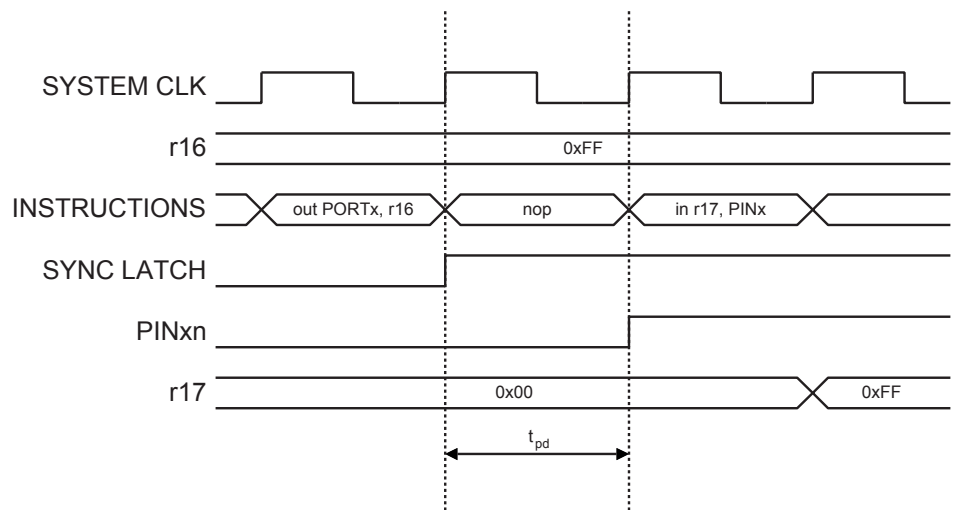 SYSTEM CLK
r16
0xFF
INSTRUCTIONS
out PORTx, r16
nop
in r17, PINx
SYNC LATCH
PINxn
r17
0x00
0xFF
tpd